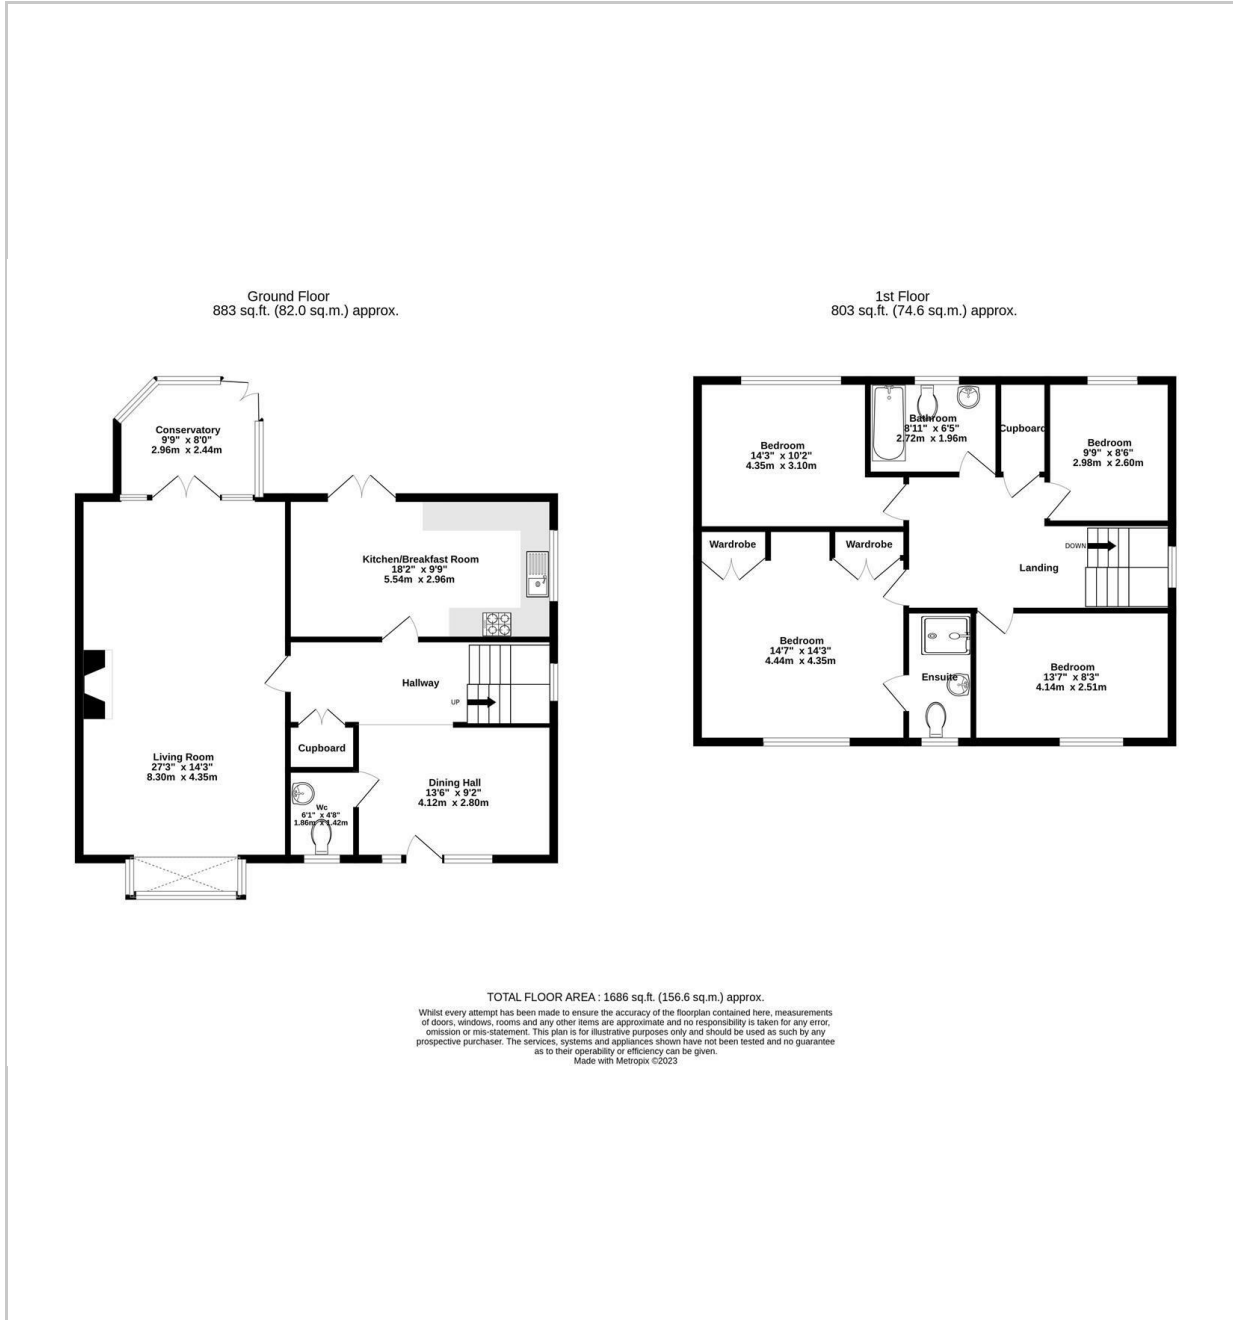 Ground Floor
883 sq.ft. (82.0 sq.m.) approx.
Conservatory
9'9" x 8'0"
2.96m x 2.44m
Kitchen/Breakfast Room
18'2" x 9'9"
5.54m x 2.96m
Hallway
UP
Cupboard
Living Room
27'3" x 14'3"
8.30m x 4.35m
Dining Hall
13'6" x 9'2"
4.12m x 2.80m
Wc
6'1" x 4'8"
1.86m x 1.42m
1st Floor
803 sq.ft. (74.6 sq.m.) approx.
Bedroom
14'3" x 10'2"
4.35m x 3.10m
Bathroom
8'11" x 6'5"
2.72m x 1.96m
Cupboard
Bedroom
9'9" x 8'6"
2.98m x 2.60m
Wardrobe
Wardrobe
DOWN
Landing
Bedroom
14'7" x 14'3"
4.44m x 4.35m
Ensuite
Bedroom
13'7" x 8'3"
4.14m x 2.51m
TOTAL FLOOR AREA : 1686 sq.ft. (156.6 sq.m.) approx.
Whilst every attempt has been made to ensure the accuracy of the floorplan contained here, measurements
of doors, windows, rooms and any other items are approximate and no responsibility is taken for any error,
omission or mis-statement. This plan is for illustrative purposes only and should be used as such by any
prospective purchaser. The services, systems and appliances shown have not been tested and no guarantee
as to their operability or efficiency can be given.
Made with Metropix ©2023